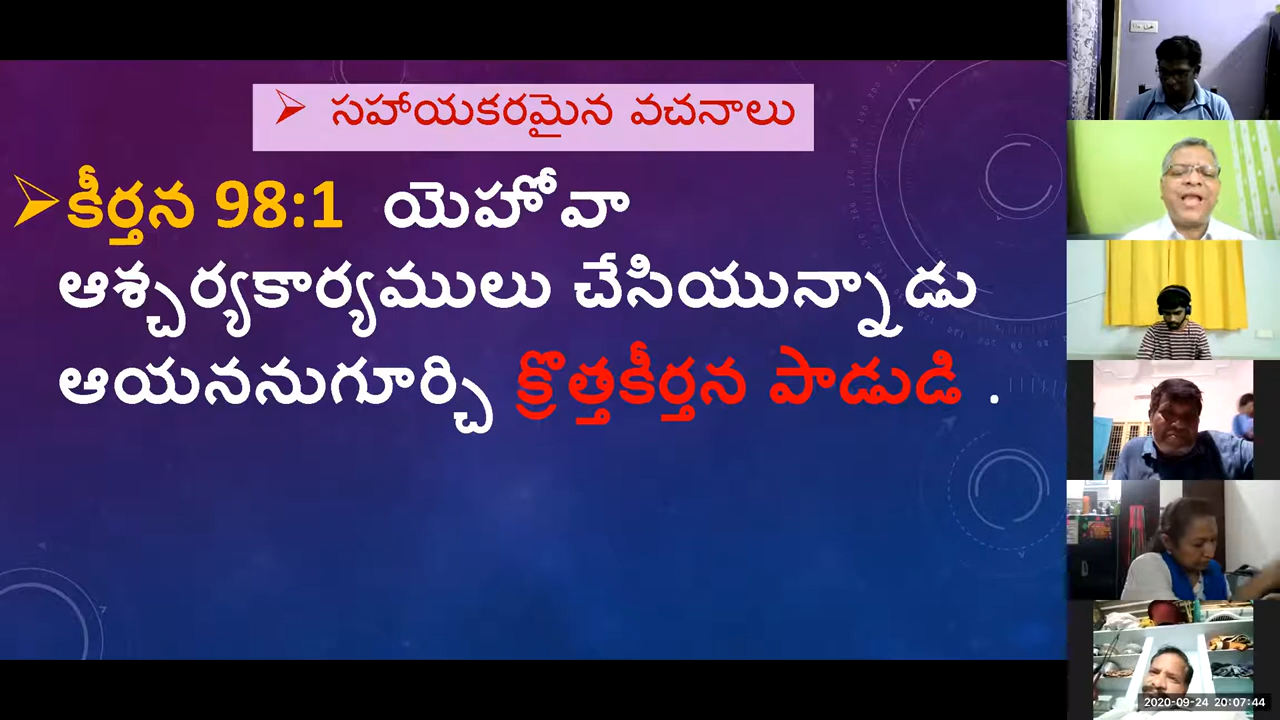 ➢ సహాయకరమైన వచనాలు
➢కీర్తన 98:1 యెహోవా
ఆశ్చర్యకార్యములు చేసియున్నాడు
ఆయననుగూర్చి క్రొత్తకీర్తన పాడుడి .
2020-09-24 20:07:44